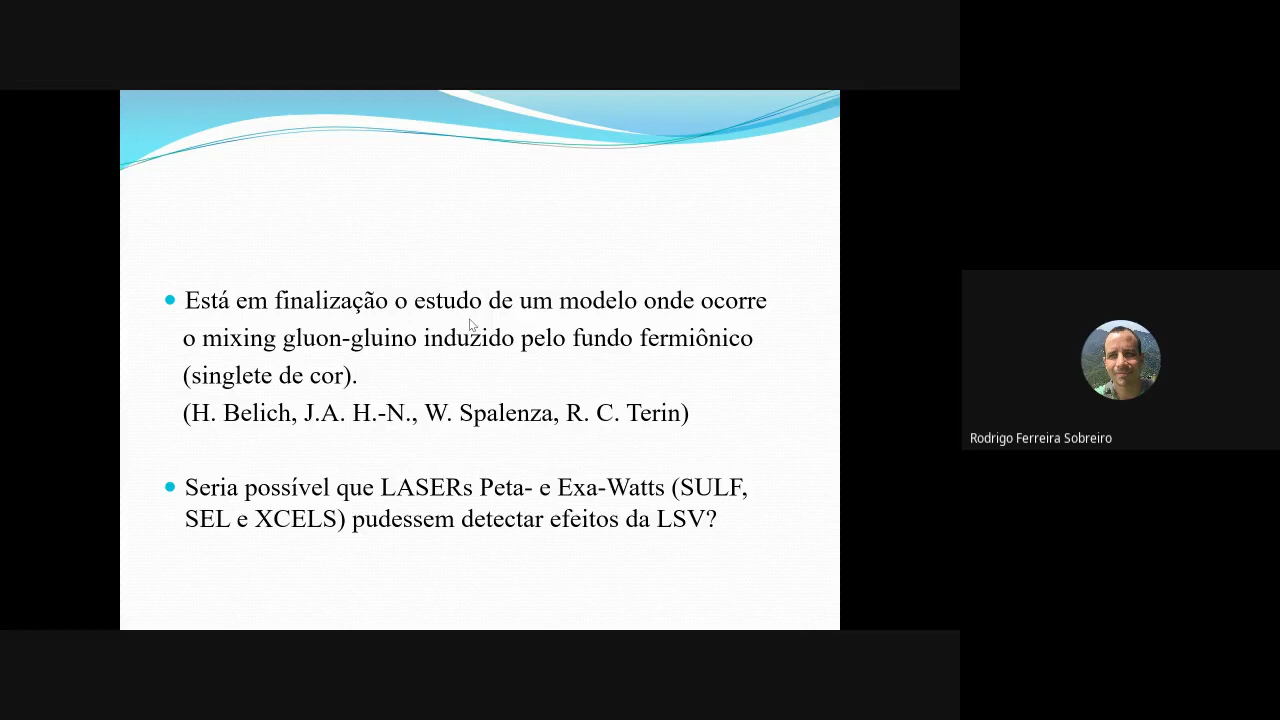 Está em finalização o estudo de um modelo onde ocorre
o mixing gluon-gluino induzido pelo fundo fermiônico
(singlete de cor).
(H. Belich, J.A. H.-N., W. Spalenza, R. C. Terin)
Seria possível que LASERs Peta- e Exa-Watts (SULF,
SEL e XCELS) pudessem detectar efeitos da LSV?
Rodrigo Ferreira Sobreiro